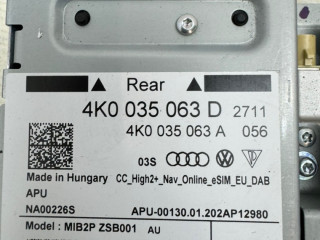 Rear
4K0 035 063 D 2711
4K0 035 063 A 056
03S
Made in Hungary CC_High2+_Nav_Online_eSIM_EU_DAB
APU
NA00226S APU-00130.01.202AP12980
Model : MIB2P ZSB001 AU